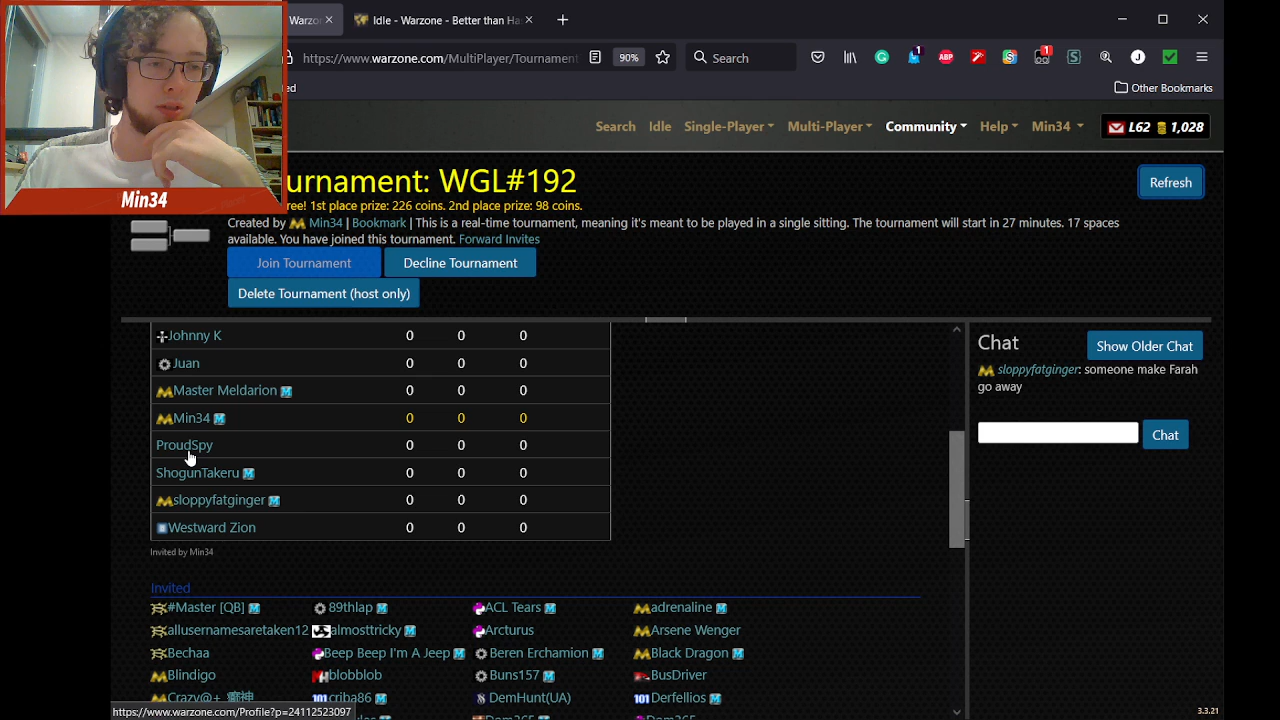 Warzo
Idle - Warzone - Better than Ha
https://www.warzone.com/MultiPlayer/Tournament
90%
Search
1
ABP
1
J
ed
Other Bookmarks
Search
Idle
Single-Player
Multi-Player
Community
Help
Min34
L62
1,028
Min34
urnament: WGL#192
ree! 1st place prize: 226 coins. 2nd place prize: 98 coins.
Refresh
Created by Min34 | Bookmark | This is a real-time tournament, meaning it's meant to be played in a single sitting. The tournament will start in 27 minutes. 17 spaces
available. You have joined this tournament. Forward Invites
Join Tournament
Decline Tournament
Delete Tournament (host only)
Johnny K 0 0 0
Juan 0 0 0
Master Meldarion 0 0 0
Min34 0 0 0
ProudSpy 0 0 0
ShogunTakeru 0 0 0
sloppyfatginger 0 0 0
Westward Zion 0 0 0
Invited by Min34
Chat
Show Older Chat
sloppyfatginger: someone make Farah
go away
Chat
Invited
#Master [QB] 89thlap ACL Tears adrenaline
allusernamesaretaken12 almosttricky Arcturus Arsene Wenger
Bechaa Beep Beep I'm A Jeep Beren Erchamion Black Dragon
Blindigo blobblob Buns157 BusDriver
Crazy@+ 癖神 criba86 DemHunt(UA) Derfellios
https://www.warzone.com/Profile?p=24112523097
3.3.21